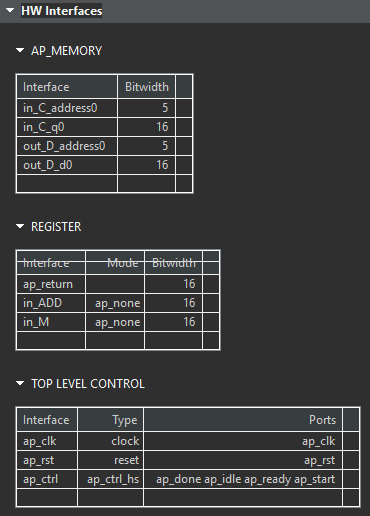 HW Interfaces
AP_MEMORY
Interface Bitwidth
in_C_address0 5
in_C_q0 16
out_D_address0 5
out_D_d0 16
REGISTER
Interface Mode Bitwidth
ap_return 16
in_ADD ap_none 16
in_M ap_none 16
TOP LEVEL CONTROL
Interface Type Ports
ap_clk clock ap_clk
ap_rst reset ap_rst
ap_ctrl ap_ctrl_hs ap_done ap_idle ap_ready ap_start